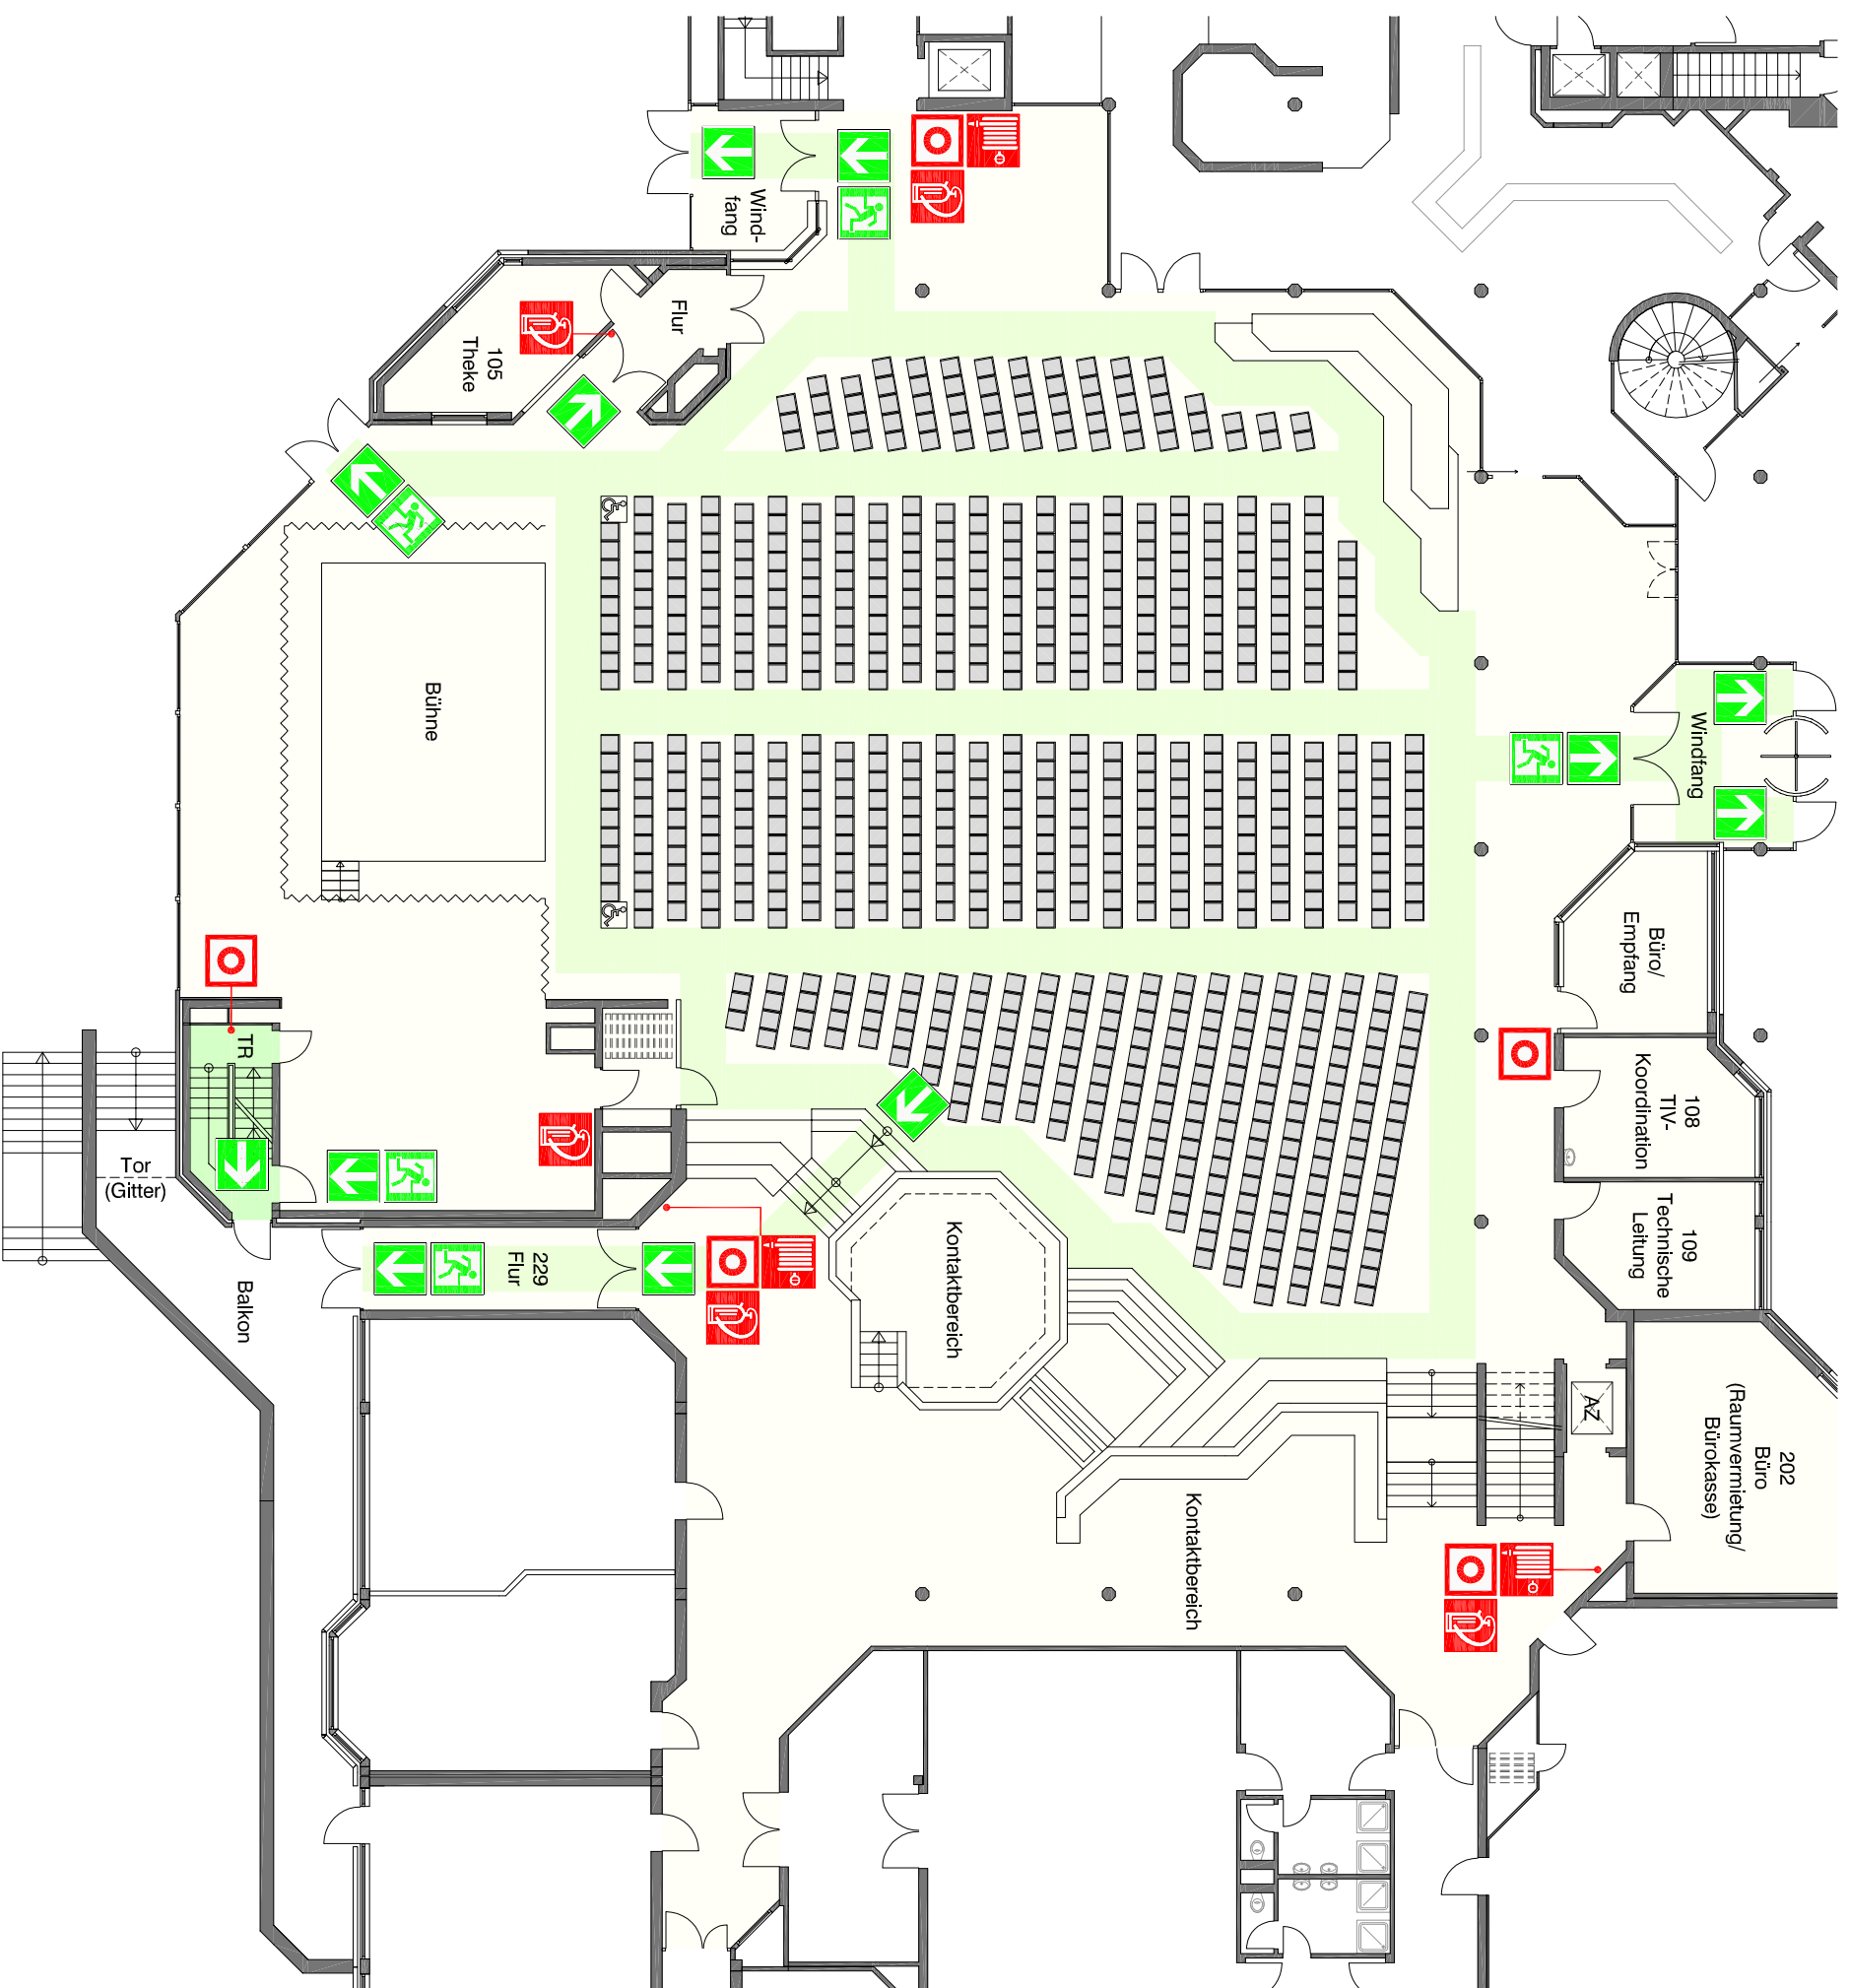 Wind-
fang
Flur
105
Theke
Bühne
Windfang
Büro/
Empfang
108
TIV-
Koordination
109
Technische
Leitung
TR
Tor
(Gitter)
229
Flur
Balkon
Kontaktbereich
AZ
202
Büro
(Raumvermietung/
Bürokasse)
Kontaktbereich